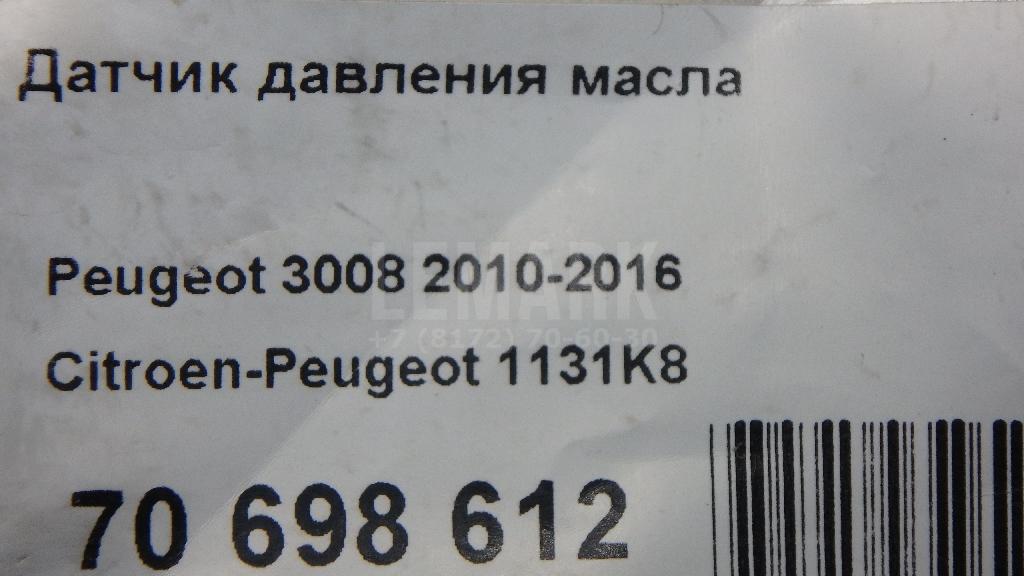 Датчик давления масла
Peugeot 3008 2010-2016
LEMARK
+7 (8172) 70-60-30
Citroen-Peugeot 1131K8
70 698 612